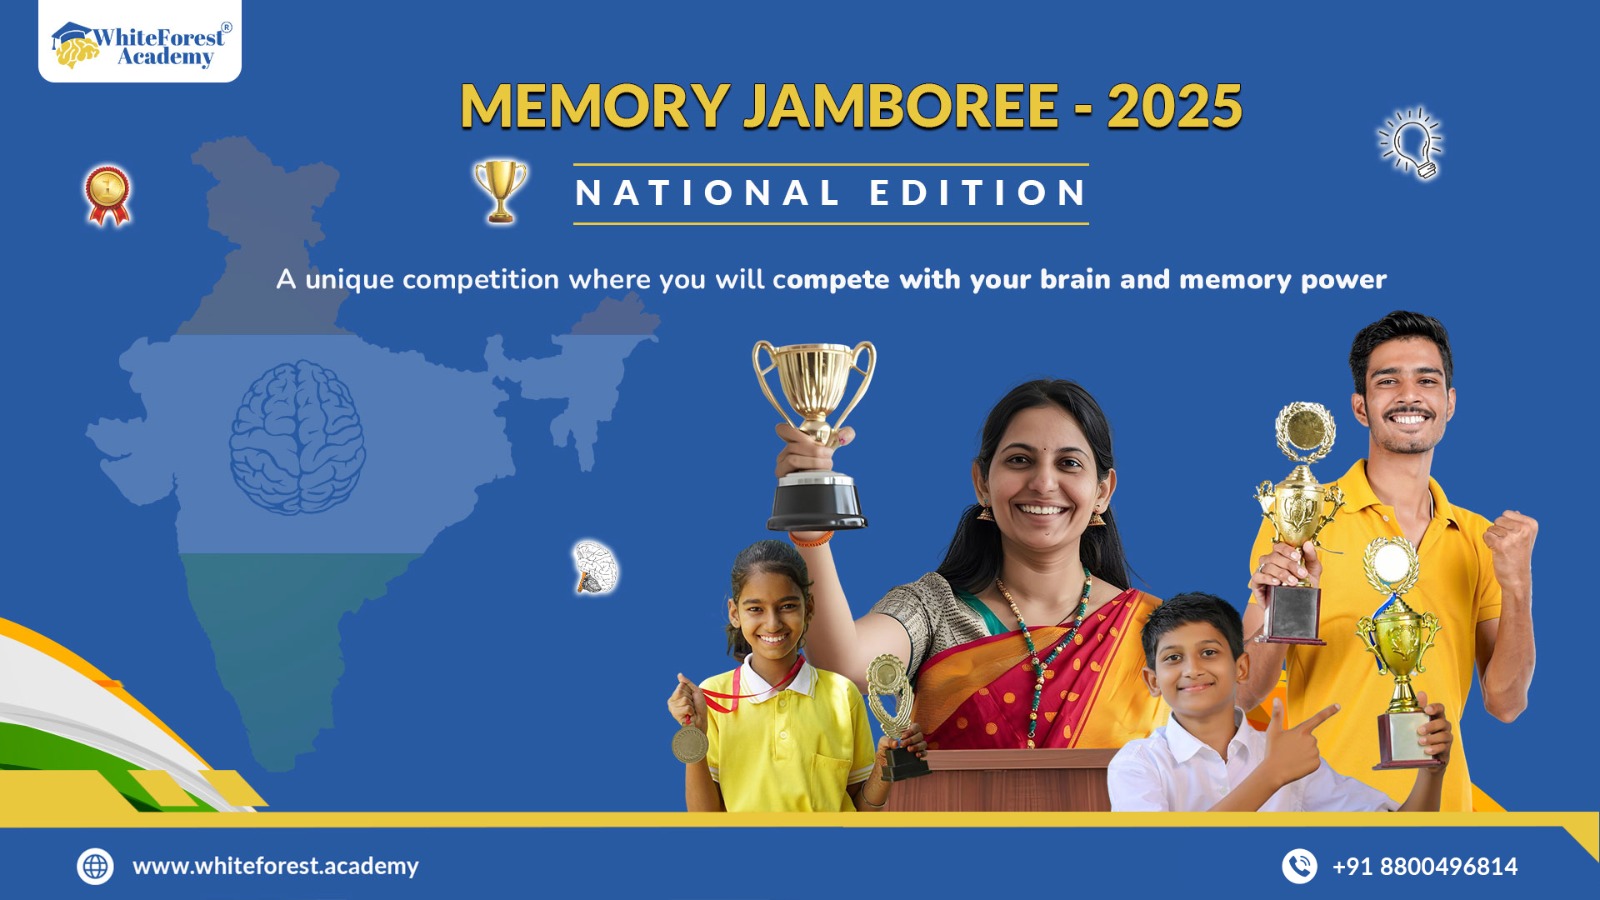 WhiteForest®
Academy
MEMORY JAMBOREE - 2025
NATIONAL EDITION
A unique competition where you will compete with your brain and memory power
www.whiteforest.academy
+91 8800496814